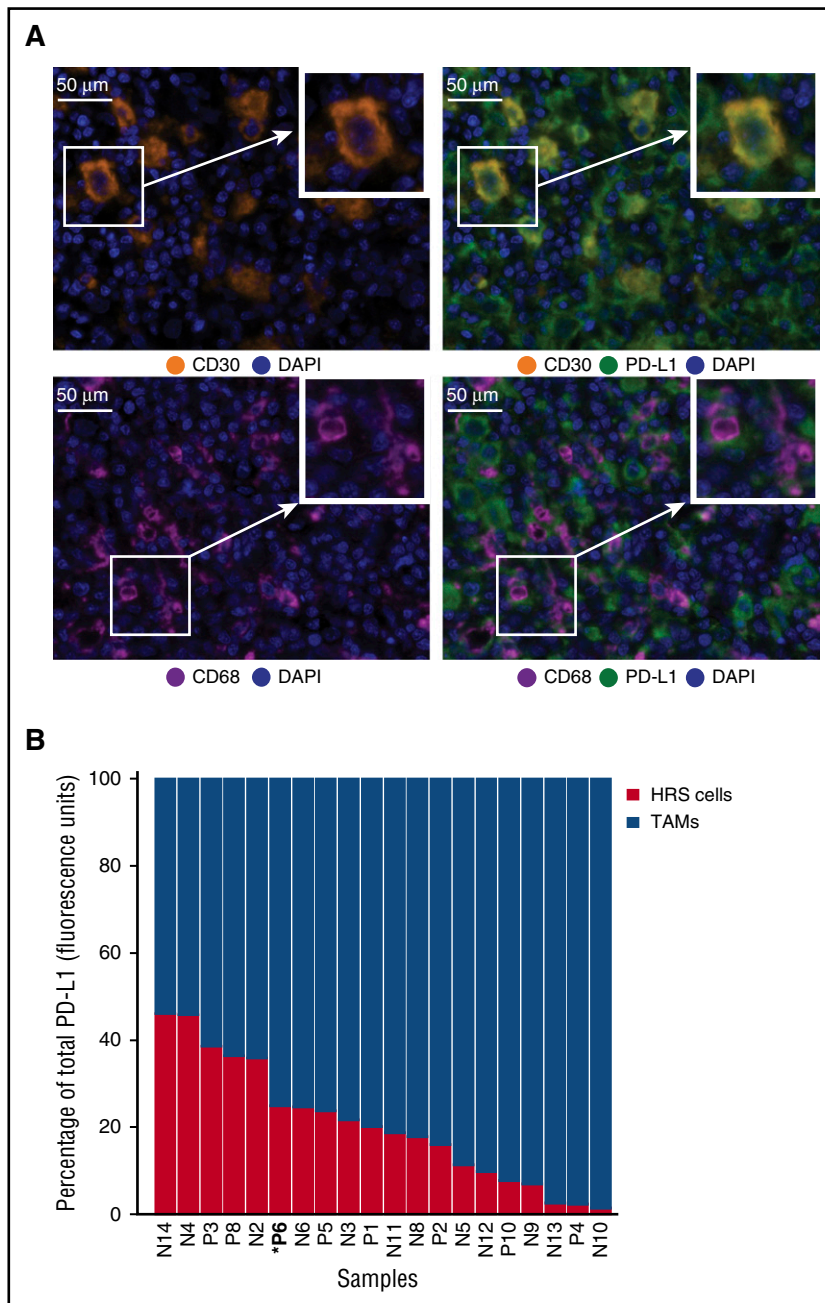 A
50 μm
50 μm
CD30 DAPI
CD30 PD-L1 DAPI
50 μm
50 μm
CD68 DAPI
CD68 PD-L1 DAPI
B
Percentage of total PD-L1 (fluorescence units)
100
80
60
40
20
0
HRS cells
TAMs
N14 N4 P3 P8 N2 *P6 N6 P5 N3 P1 N11 N8 P2 N5 N12 P10 N9 N13 P4 N10
Samples